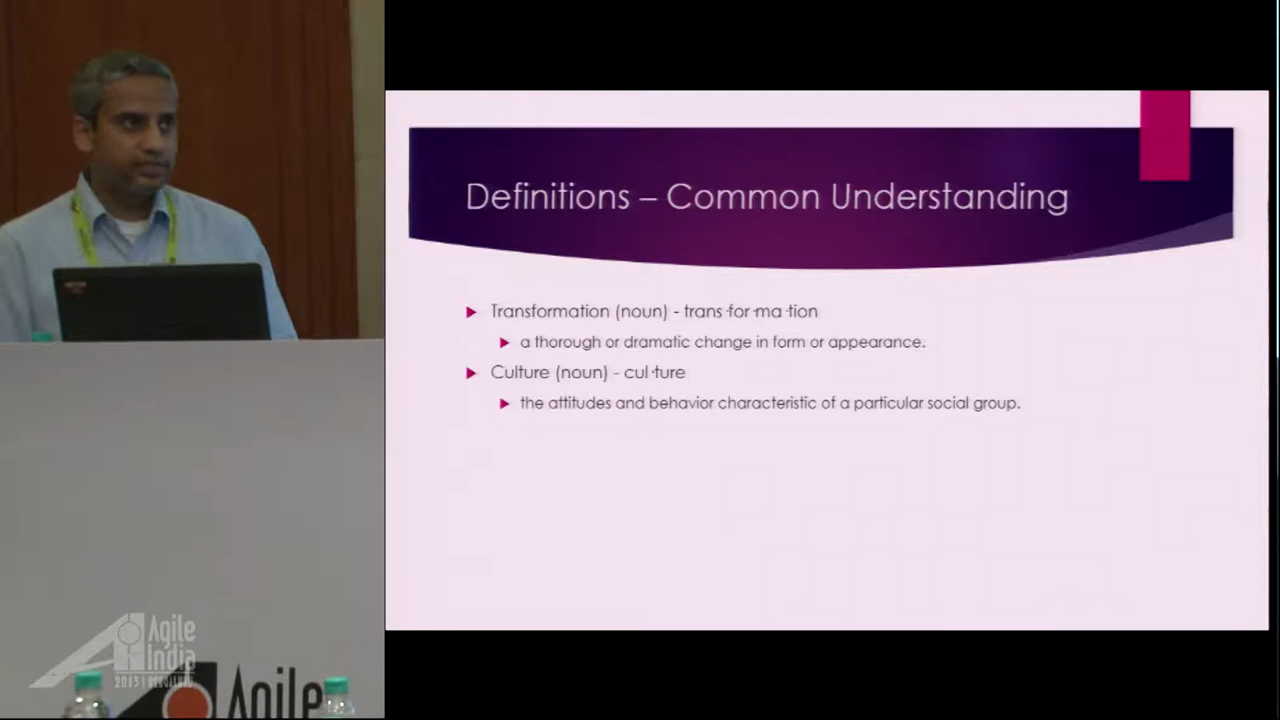 Definitions – Common Understanding
Transformation (noun) - trans·for·ma·tion
a thorough or dramatic change in form or appearance.
Culture (noun) - cul·ture
the attitudes and behavior characteristic of a particular social group.
Agile
India
2015
Agile